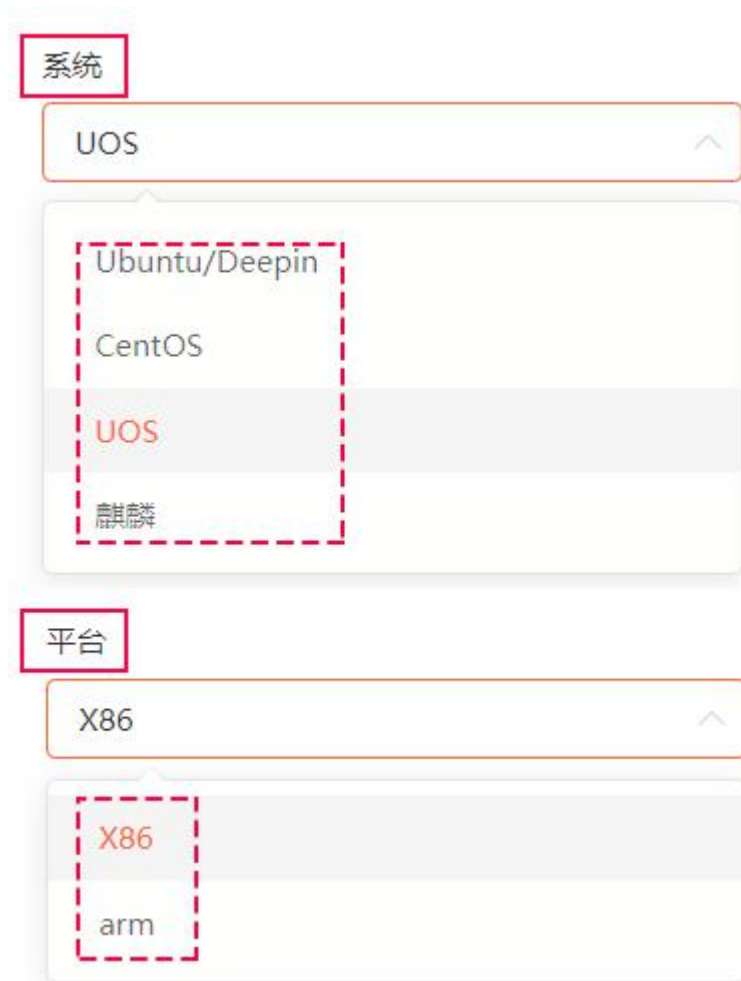 系统
UOS
Ubuntu/Deepin
CentOS
UOS
麒麟
平台
X86
X86
arm